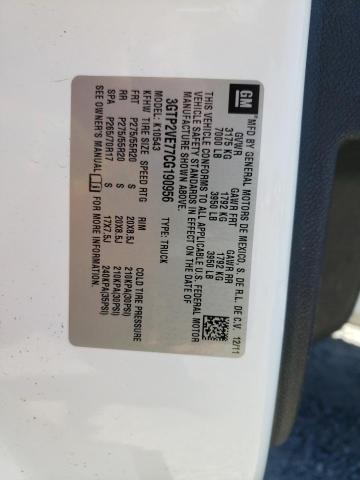 GM
MFD BY GENERAL MOTORS DE MEXICO, S. DE R.L. DE C.V. 12/11
GVWR GAWR FRT GAWR RR
3175 KG 1792 KG 1792 KG
7000 LB 3950 LB 3950 LB
THIS VEHICLE CONFORMS TO ALL APPLICABLE U.S. FEDERAL MOTOR
VEHICLE SAFETY STANDARDS IN EFFECT ON THE DATE OF
MANUFACTURE SHOWN ABOVE.
3GTP2VE77CG190956 TYPE: TRUCK
MODEL: K10543
KFHW TIRE SIZE SPEED RTG RIM COLD TIRE PRESSURE
FRT P275/55R20 S 20X8.5J 210KPA(30PSI)
RR P275/55R20 S 20X8.5J 210KPA(30PSI)
SPA P265/70R17 S 17X7.5J 240KPA(35PSI)
SEE OWNER'S MANUAL